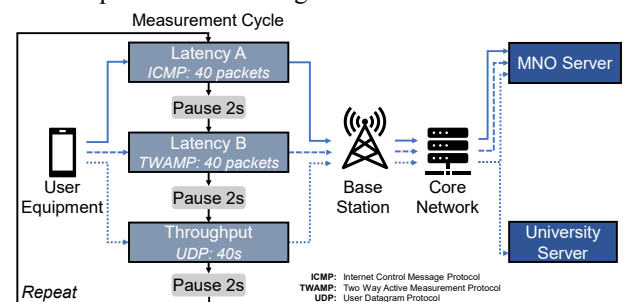 Measurement Cycle
Latency A
ICMP: 40 packets
Pause 2s
Latency B
TWAMP: 40 packets
Pause 2s
Throughput
UDP: 40s
Pause 2s
Repeat
User
Equipment
Base
Station
Core
Network
MNO Server
University
Server
ICMP: Internet Control Message Protocol
TWAMP: Two Way Active Measurement Protocol
UDP: User Datagram Protocol